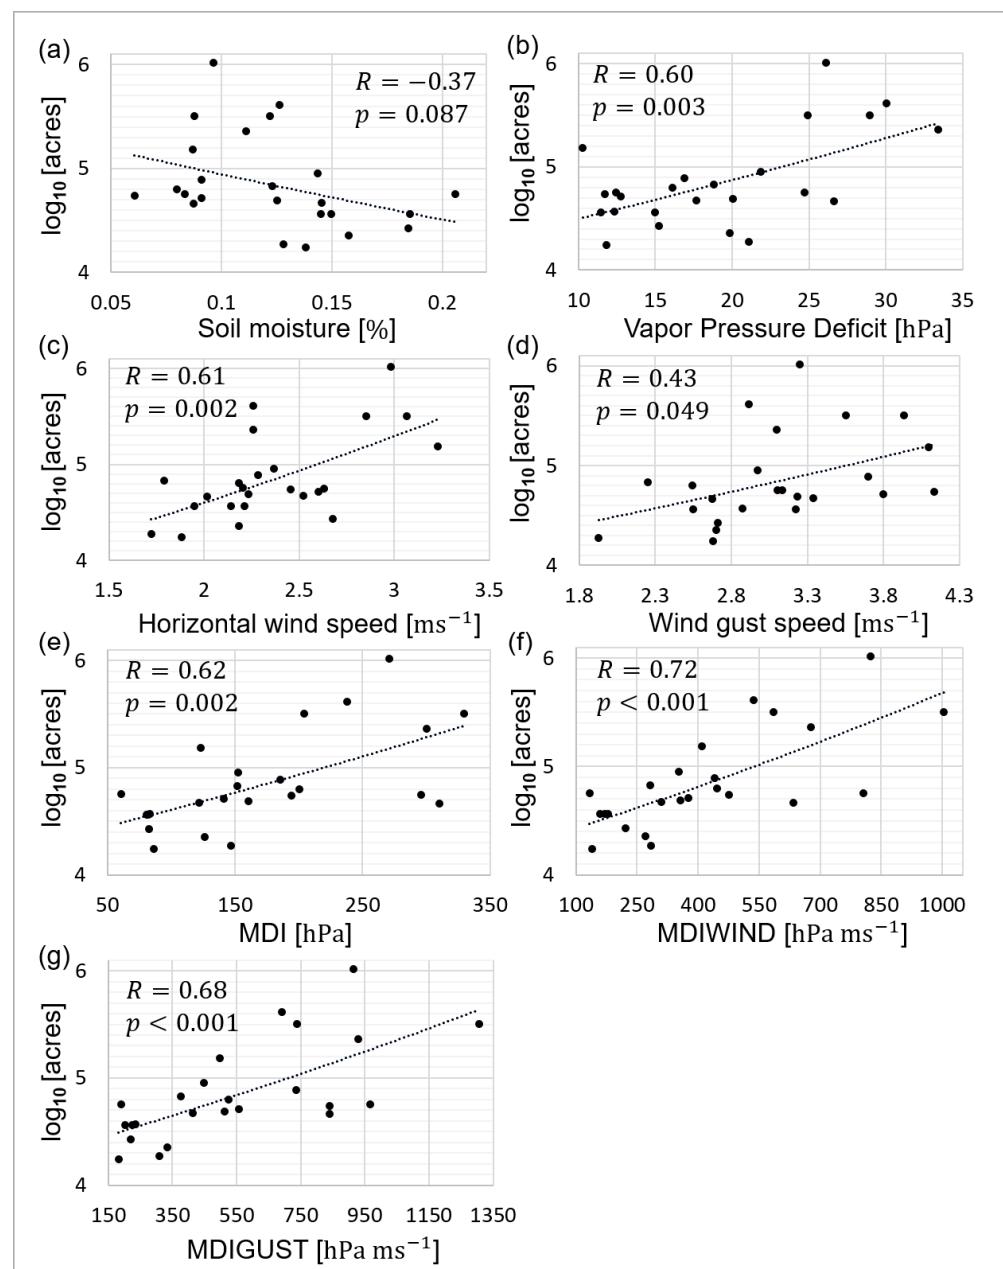 (a)
6
5
4
log₁₀ [acres]
R = −0.37
p = 0.087
0.05 0.1 0.15 0.2
Soil moisture [%]
(b)
6
5
4
log₁₀ [acres]
R = 0.60
p = 0.003
10 15 20 25 30 35
Vapor Pressure Deficit [hPa]
(c)
6
5
4
log₁₀ [acres]
R = 0.61
p = 0.002
1.5 2 2.5 3 3.5
Horizontal wind speed [ms⁻¹]
(d)
6
5
4
log₁₀ [acres]
R = 0.43
p = 0.049
1.8 2.3 2.8 3.3 3.8 4.3
Wind gust speed [ms⁻¹]
(e)
6
5
4
log₁₀ [acres]
R = 0.62
p = 0.002
50 150 250 350
MDI [hPa]
(f)
6
5
4
log₁₀ [acres]
R = 0.72
p < 0.001
100 250 400 550 700 850 1000
MDIWIND [hPa ms⁻¹]
(g)
6
5
4
log₁₀ [acres]
R = 0.68
p < 0.001
150 350 550 750 950 1150 1350
MDIGUST [hPa ms⁻¹]